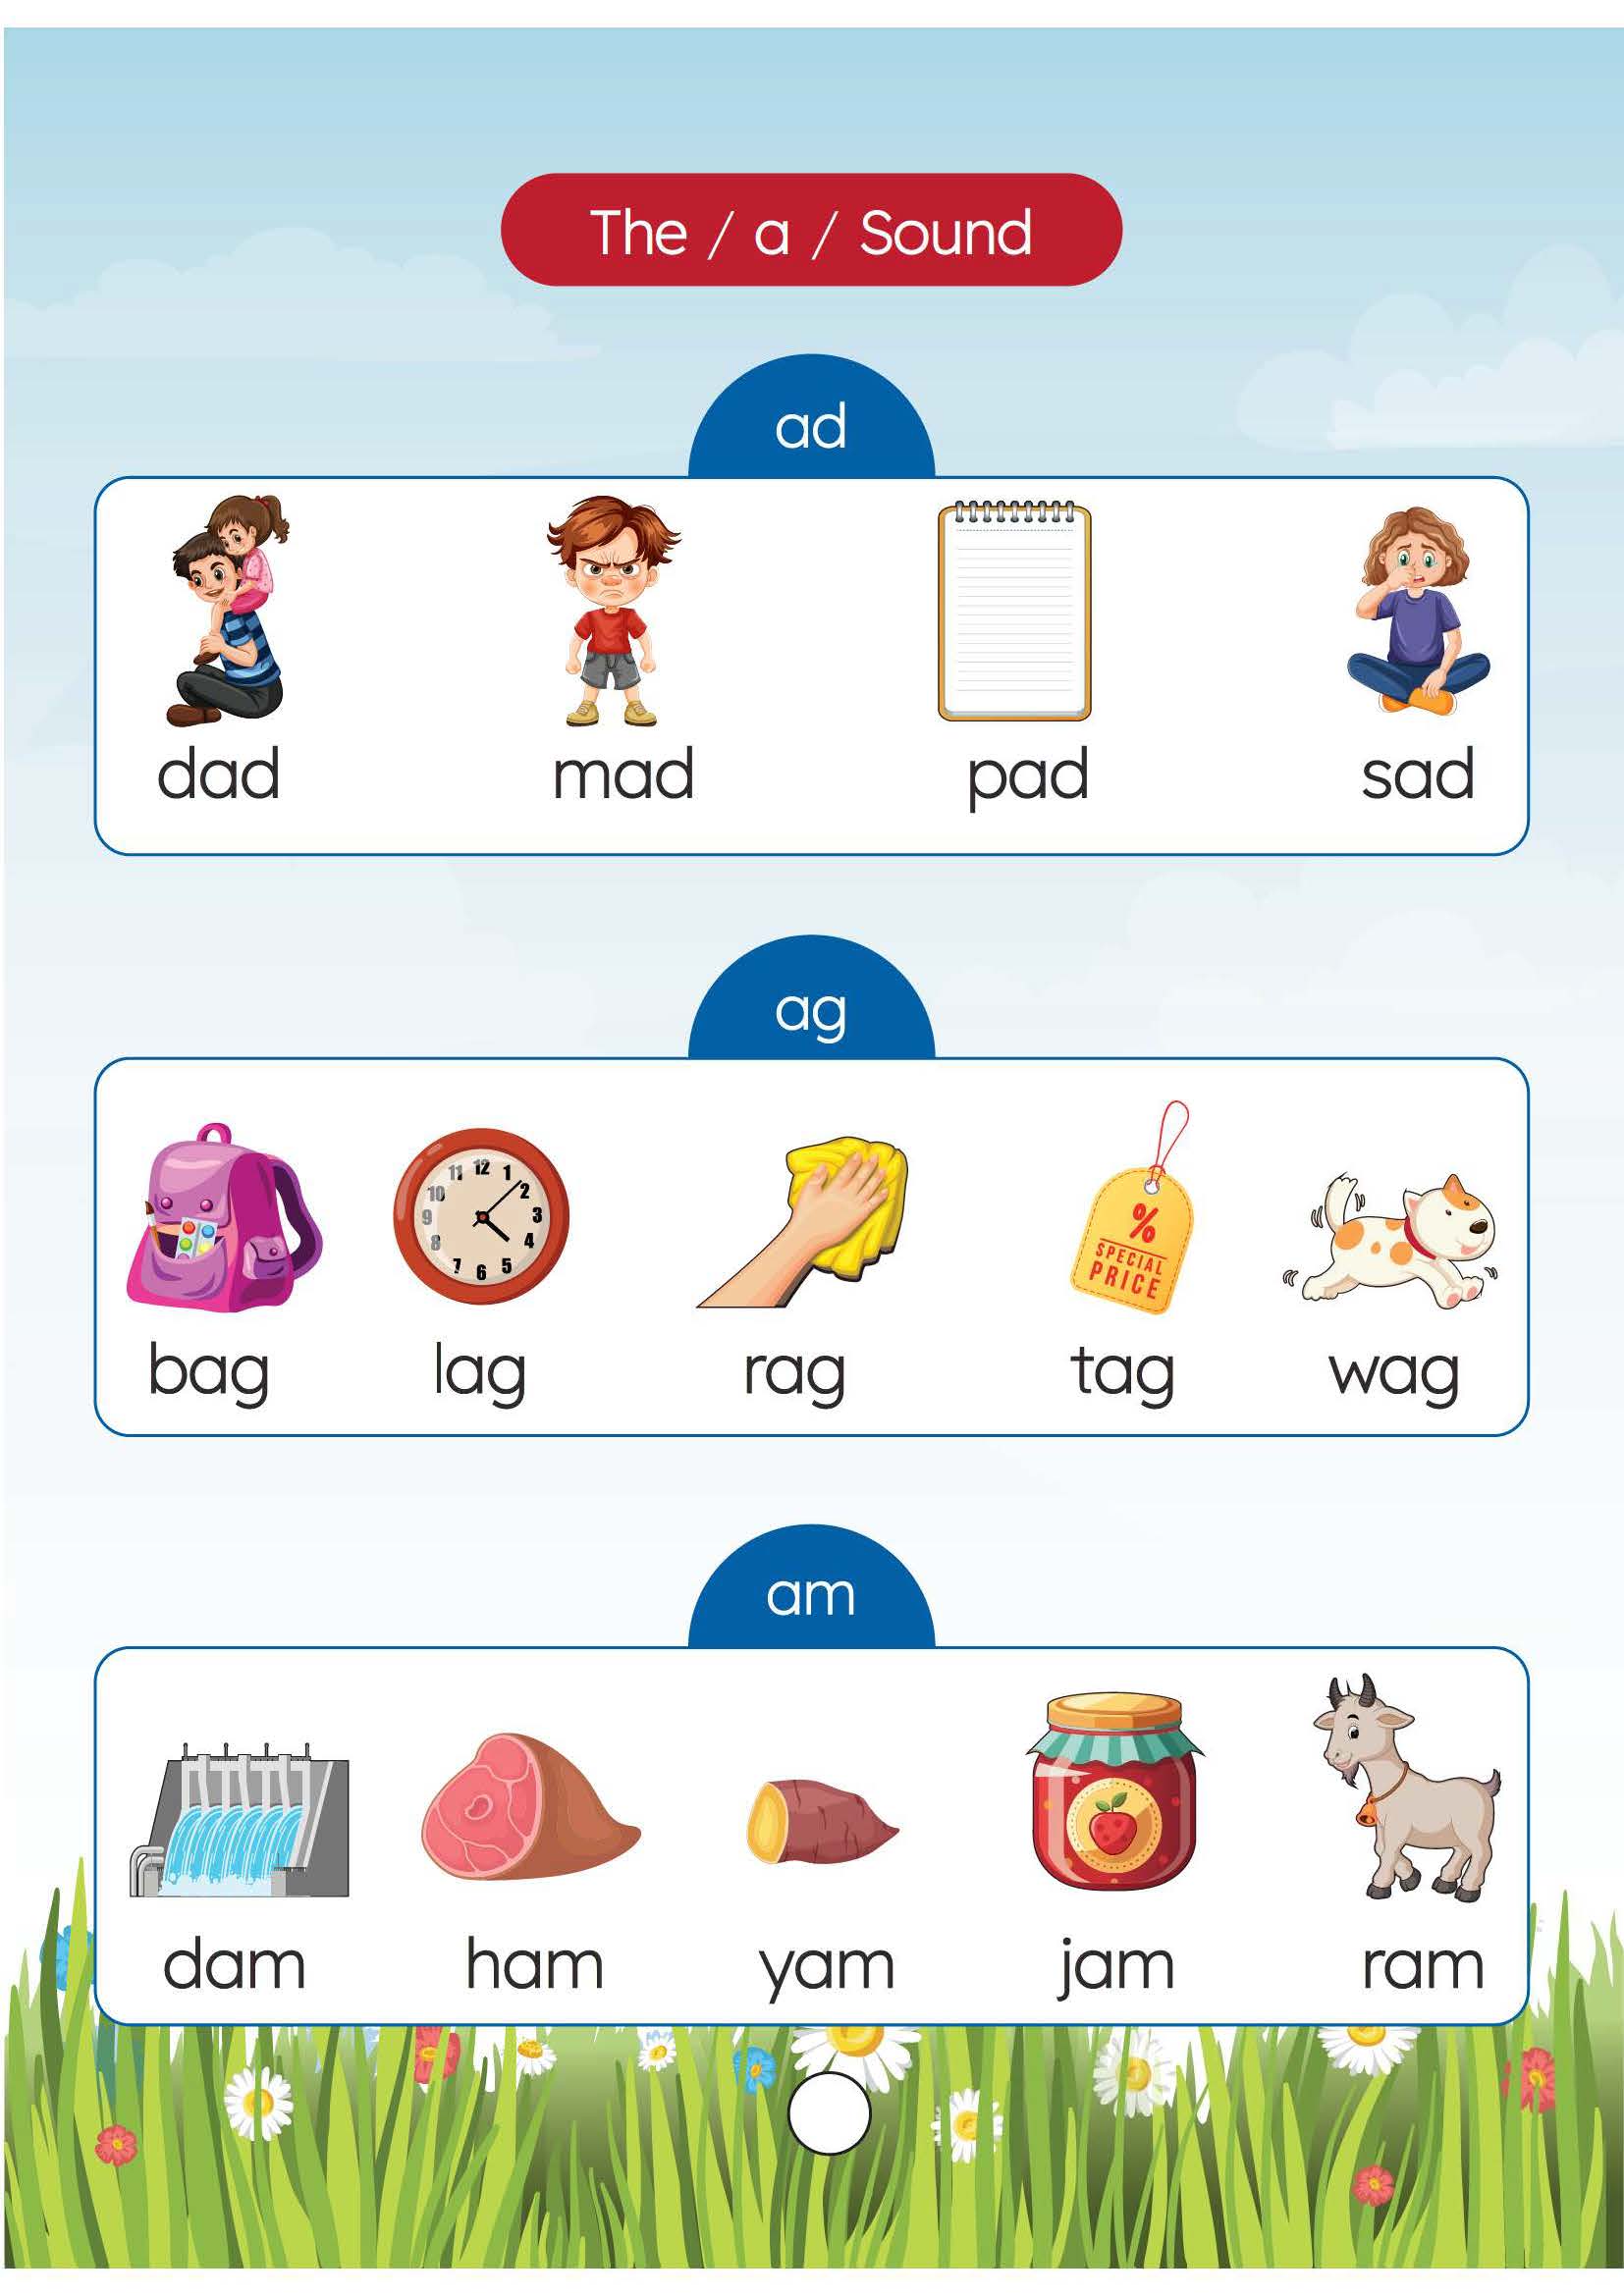 The / a / Sound
ad
dad mad pad sad
ag
11 12 1
10 2
9 3
8 4
7 6 5
%
SPECIAL
PRICE
bag lag rag tag wag
am
dam ham yam jam ram